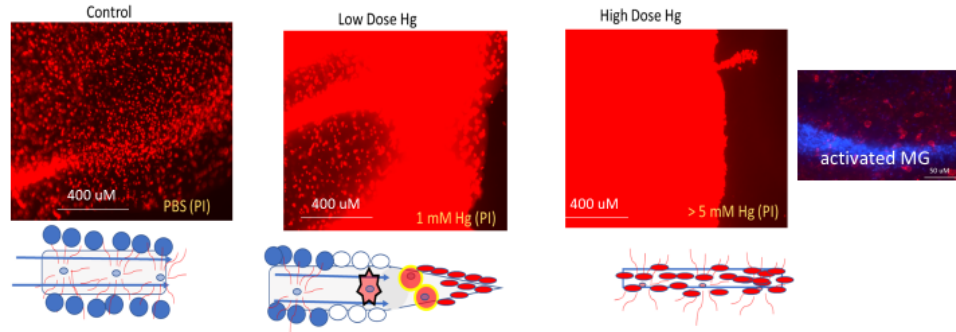 Control
Low Dose Hg
High Dose Hg
400 uM
PBS (PI)
400 uM
1 mM Hg (PI)
400 uM
> 5 mM Hg (PI)
activated MG
50 uM